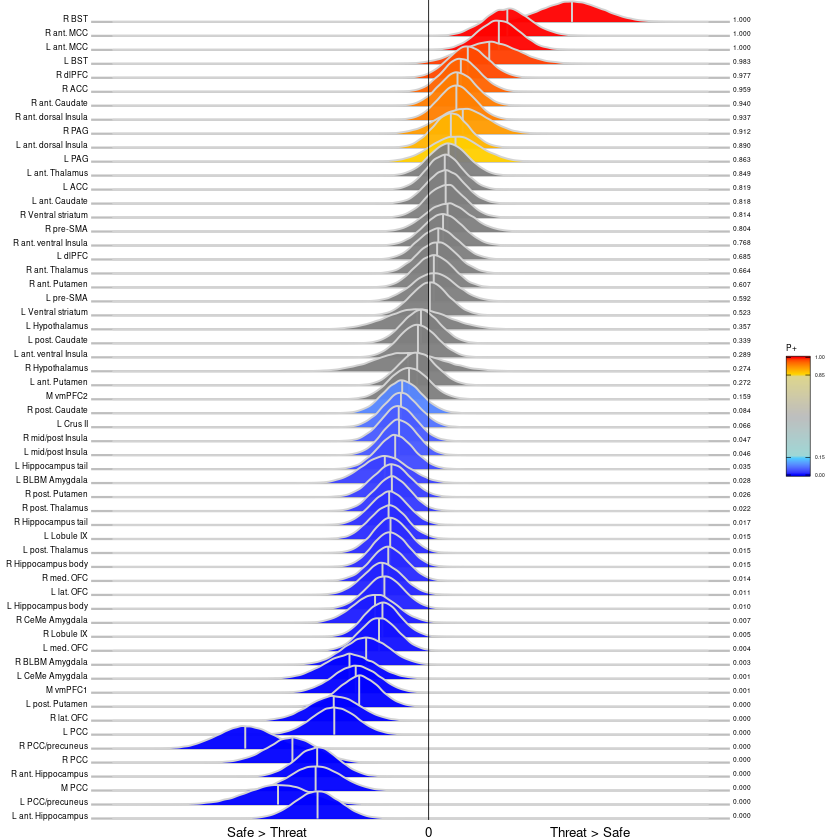 R BST 1.000
R ant. MCC 1.000
L ant. MCC 1.000
L BST 0.983
R dlPFC 0.977
R ACC 0.959
R ant. Caudate 0.940
R ant. dorsal Insula 0.937
R PAG 0.912
L ant. dorsal Insula 0.890
L PAG 0.863
L ant. Thalamus 0.849
L ACC 0.819
L ant. Caudate 0.818
R Ventral striatum 0.814
R pre-SMA 0.804
R ant. ventral Insula 0.768
L dlPFC 0.685
R ant. Thalamus 0.664
R ant. Putamen 0.607
L pre-SMA 0.592
L Ventral striatum 0.523
L Hypothalamus 0.357
L post. Caudate 0.339
L ant. ventral Insula 0.289
R Hypothalamus 0.274
L ant. Putamen 0.272
M vmPFC2 0.159
R post. Caudate 0.084
L Crus II 0.066
R mid/post Insula 0.047
L mid/post Insula 0.046
L Hippocampus tail 0.035
L BLBM Amygdala 0.028
R post. Putamen 0.026
R post. Thalamus 0.022
R Hippocampus tail 0.017
L Lobule IX 0.015
L post. Thalamus 0.015
R Hippocampus body 0.015
R med. OFC 0.014
L lat. OFC 0.011
L Hippocampus body 0.010
R CeMe Amygdala 0.007
R Lobule IX 0.005
L med. OFC 0.004
R BLBM Amygdala 0.003
L CeMe Amygdala 0.001
M vmPFC1 0.001
L post. Putamen 0.000
R lat. OFC 0.000
L PCC 0.000
R PCC/precuneus 0.000
R PCC 0.000
R ant. Hippocampus 0.000
M PCC 0.000
L PCC/precuneus 0.000
L ant. Hippocampus 0.000
Safe > Threat 0 Threat > Safe
P+
1.00
0.85
0.15
0.00